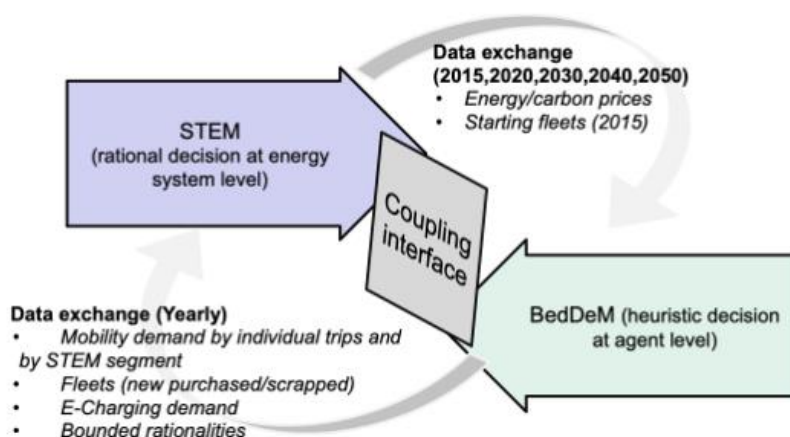 Data exchange
(2015,2020,2030,2040,2050)
• Energy/carbon prices
• Starting fleets (2015)
STEM
(rational decision at energy
system level)
Coupling
interface
BedDeM (heuristic decision
at agent level)
Data exchange (Yearly)
• Mobility demand by individual trips and
by STEM segment
• Fleets (new purchased/scrapped)
• E-Charging demand
• Bounded rationalities